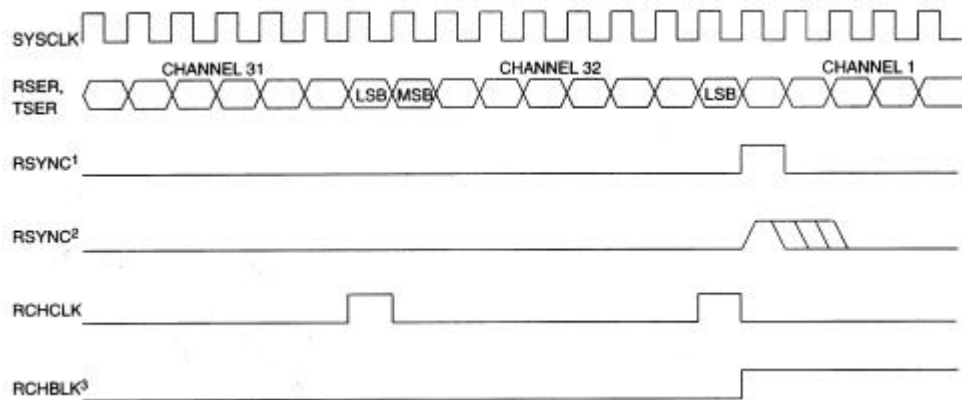 SYSCLK
CHANNEL 31 CHANNEL 32 CHANNEL 1
RSER,
TSER
LSB MSB LSB
RSYNC¹
RSYNC²
RCHCLK
RCHBLK³